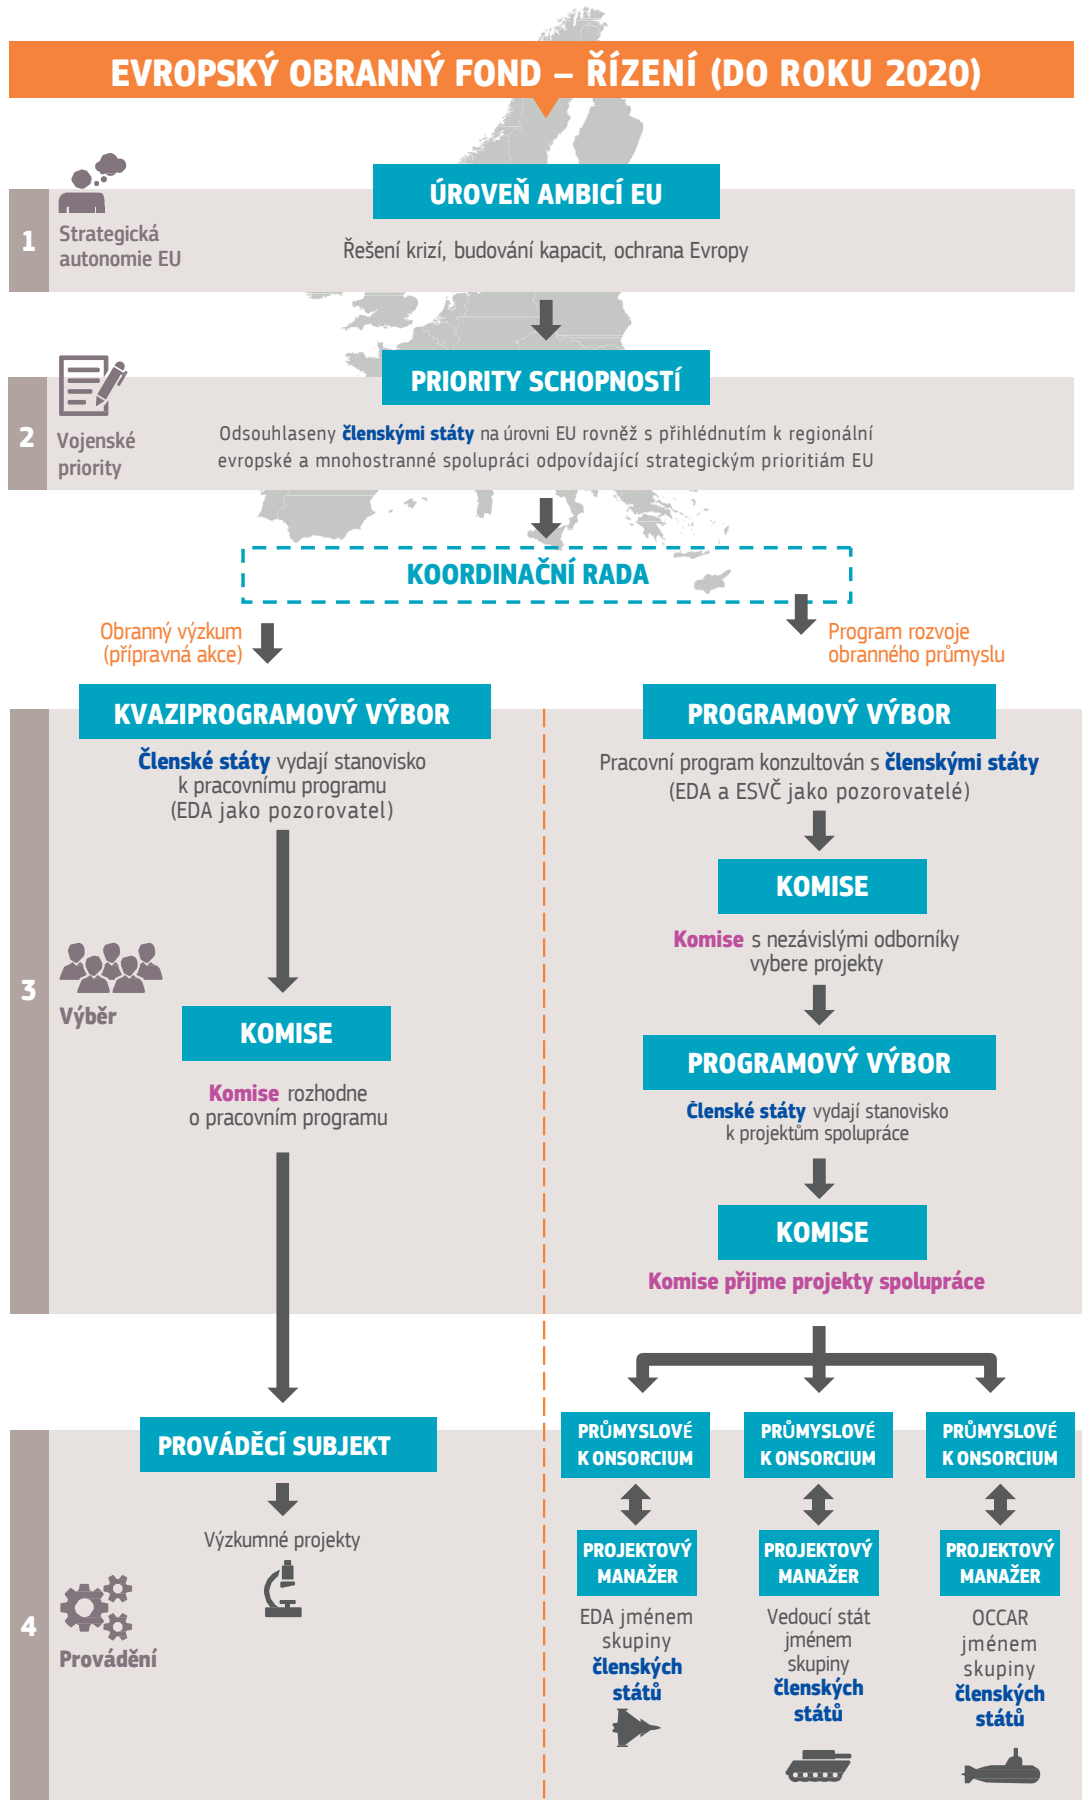 EVROPSKÝ OBRANNÝ FOND – ŘÍZENÍ (DO ROKU 2020)
ÚROVEŇ AMBICÍ EU
1
Strategická
autonomie EU
Řešení krizí, budování kapacit, ochrana Evropy
PRIORITY SCHOPNOSTÍ
2
Vojenské
priority
Odsouhlaseny členskými státy na úrovni EU rovněž s přihlédnutím k regionální
evropské a mnohostranné spolupráci odpovídající strategickým prioritiám EU
KOORDINAČNÍ RADA
Obranný výzkum
(přípravná akce)
Program rozvoje
obranného průmyslu
3
Výběr
KVAZIPROGRAMOVÝ VÝBOR
Členské státy vydají stanovisko
k pracovnímu programu
(EDA jako pozorovatel)
KOMISE
Komise rozhodne
o pracovním programu
PROGRAMOVÝ VÝBOR
Pracovní program konzultován s členskými státy
(EDA a ESVČ jako pozorovatelé)
KOMISE
Komise s nezávislými odborníky
vybere projekty
PROGRAMOVÝ VÝBOR
Členské státy vydají stanovisko
k projektům spolupráce
KOMISE
Komise přijme projekty spolupráce
4
Provádění
PROVÁDĚCÍ SUBJEKT
Výzkumné projekty
PRŮMYSLOVÉ
K ONSORCIUM
PROJEKTOVÝ
MANAŽER
EDA jménem
skupiny
členských
států
PRŮMYSLOVÉ
K ONSORCIUM
PROJEKTOVÝ
MANAŽER
Vedoucí stát
jménem
skupiny
členských
států
PRŮMYSLOVÉ
K ONSORCIUM
PROJEKTOVÝ
MANAŽER
OCCAR
jménem
skupiny
členských
států